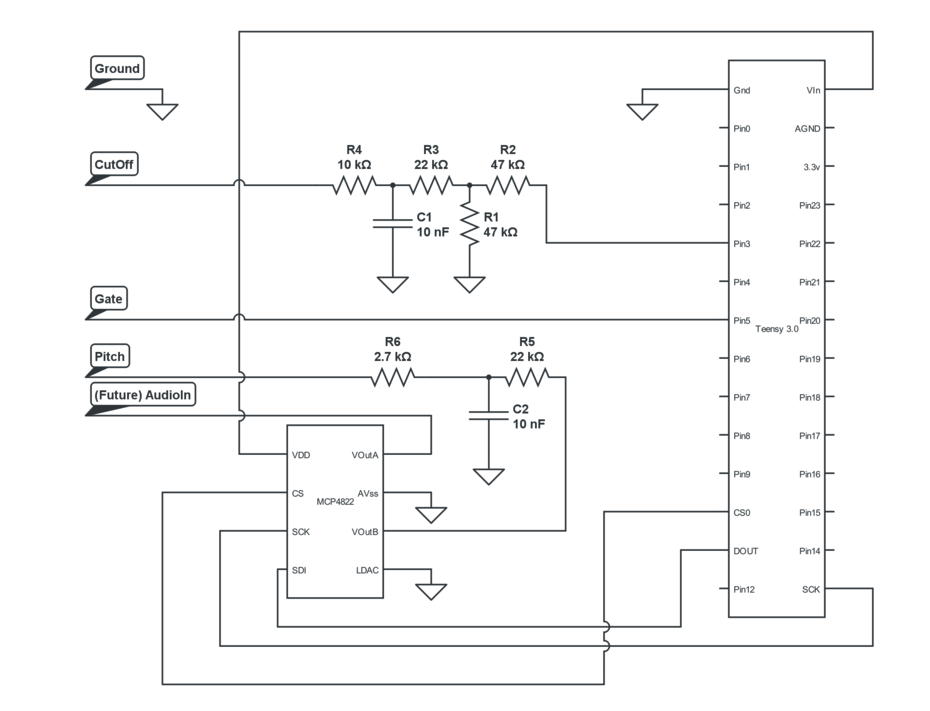 Ground
CutOff
Gate
Pitch
(Future) AudioIn
R4
10 kΩ
R3
22 kΩ
R2
47 kΩ
C1
10 nF
R1
47 kΩ
R6
2.7 kΩ
R5
22 kΩ
C2
10 nF
VDD
VOutA
CS
AVss
MCP4822
SCK
VOutB
SDI
LDAC
Gnd
VIn
Pin0
AGND
Pin1
3.3v
Pin2
Pin23
Pin3
Pin22
Pin4
Pin21
Pin5
Pin20
Teensy 3.0
Pin6
Pin19
Pin7
Pin18
Pin8
Pin17
Pin9
Pin16
CS0
Pin15
DOUT
Pin14
Pin12
SCK